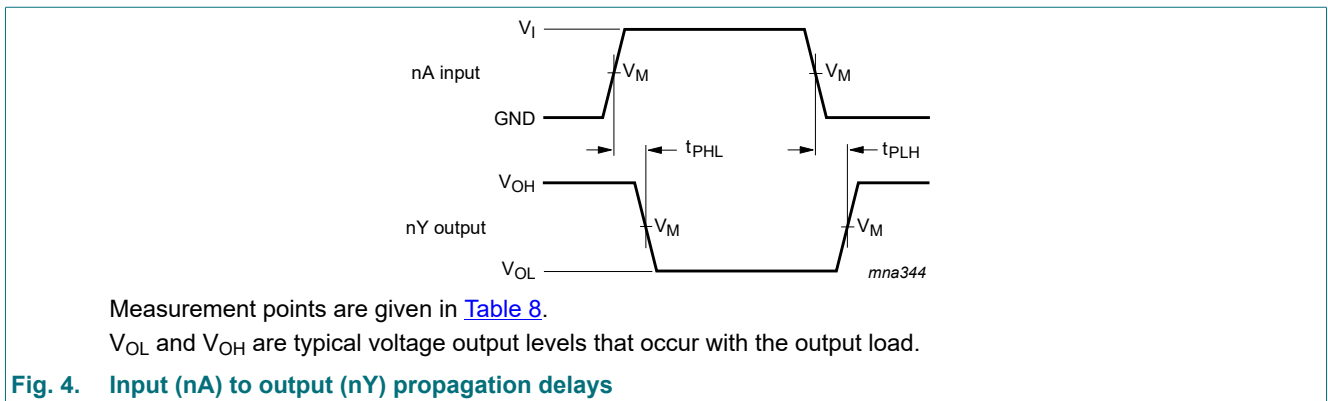 V_I
nA input
V_M
V_M
GND
t_PHL
t_PLH
V_OH
nY output
V_M
V_M
V_OL
mna344
Measurement points are given in Table 8.
V_OL and V_OH are typical voltage output levels that occur with the output load.
Fig. 4. Input (nA) to output (nY) propagation delays